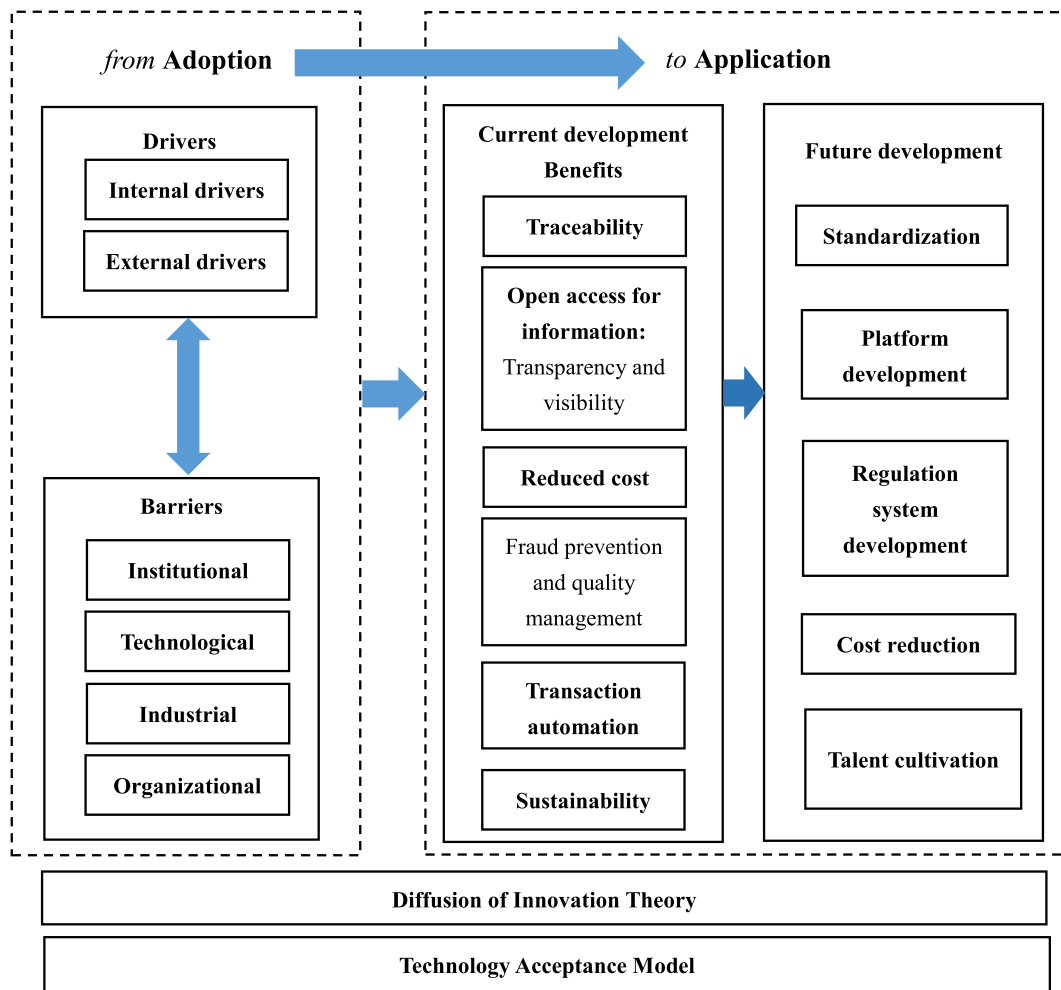 from Adoption
to Application
Drivers
Internal drivers
External drivers
Barriers
Institutional
Technological
Industrial
Organizational
Current development
Benefits
Traceability
Open access for
information:
Transparency and
visibility
Reduced cost
Fraud prevention
and quality
management
Transaction
automation
Sustainability
Future development
Standardization
Platform
development
Regulation
system
development
Cost reduction
Talent cultivation
Diffusion of Innovation Theory
Technology Acceptance Model